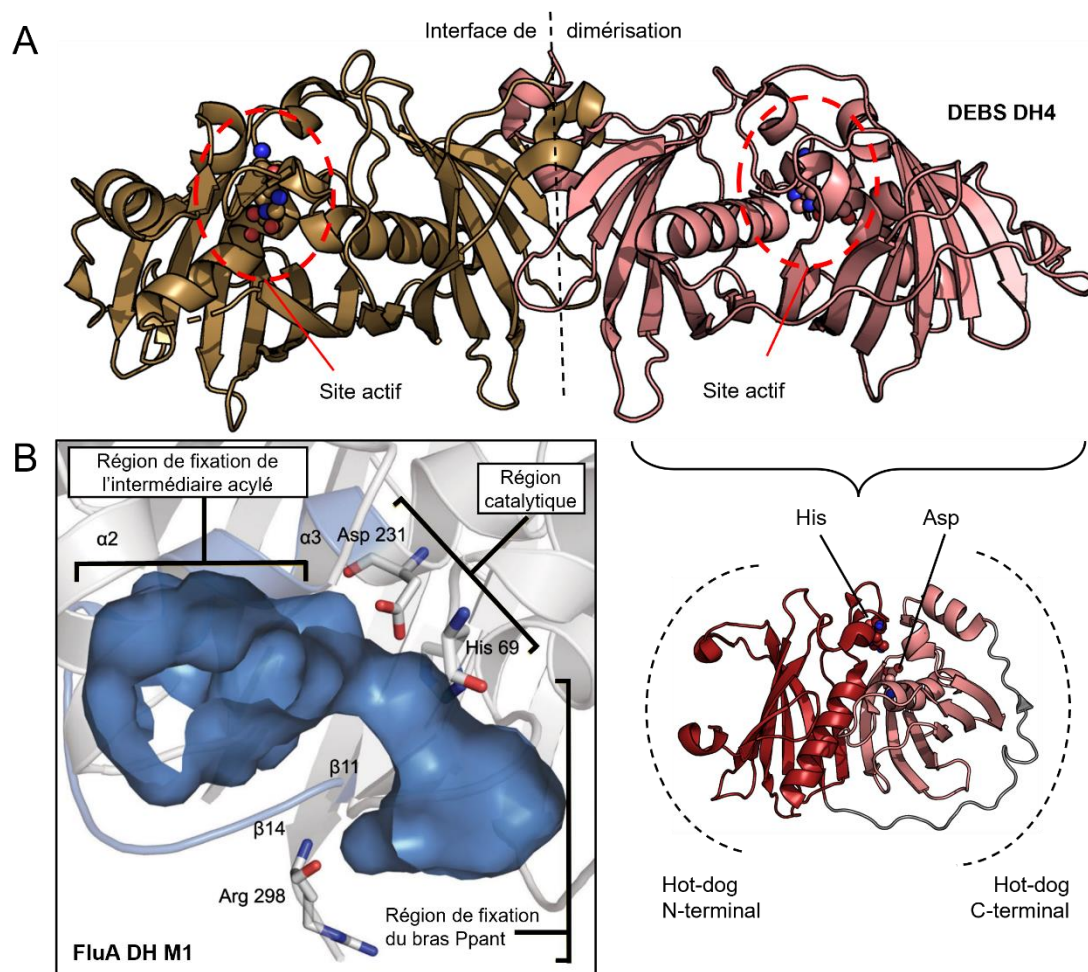 A
Interface de dimérisation
DEBS DH4
Site actif
Site actif
B
Région de fixation de
l'intermédiaire acylé
Région
catalytique
α2
α3
Asp 231
His 69
β11
β14
Arg 298
Région de fixation
du bras Ppant
FluA DH M1
His
Asp
Hot-dog
N-terminal
Hot-dog
C-terminal